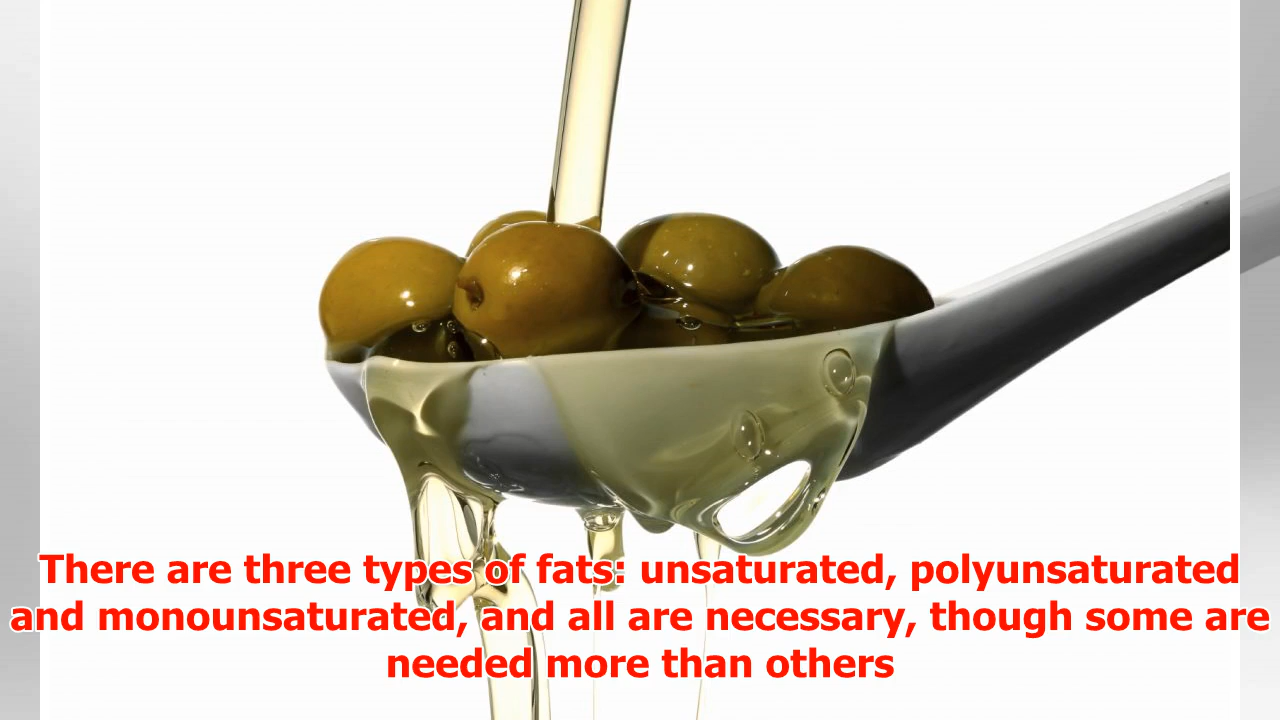 There are three types of fats: unsaturated, polyunsaturated
and monounsaturated, and all are necessary, though some are
needed more than others